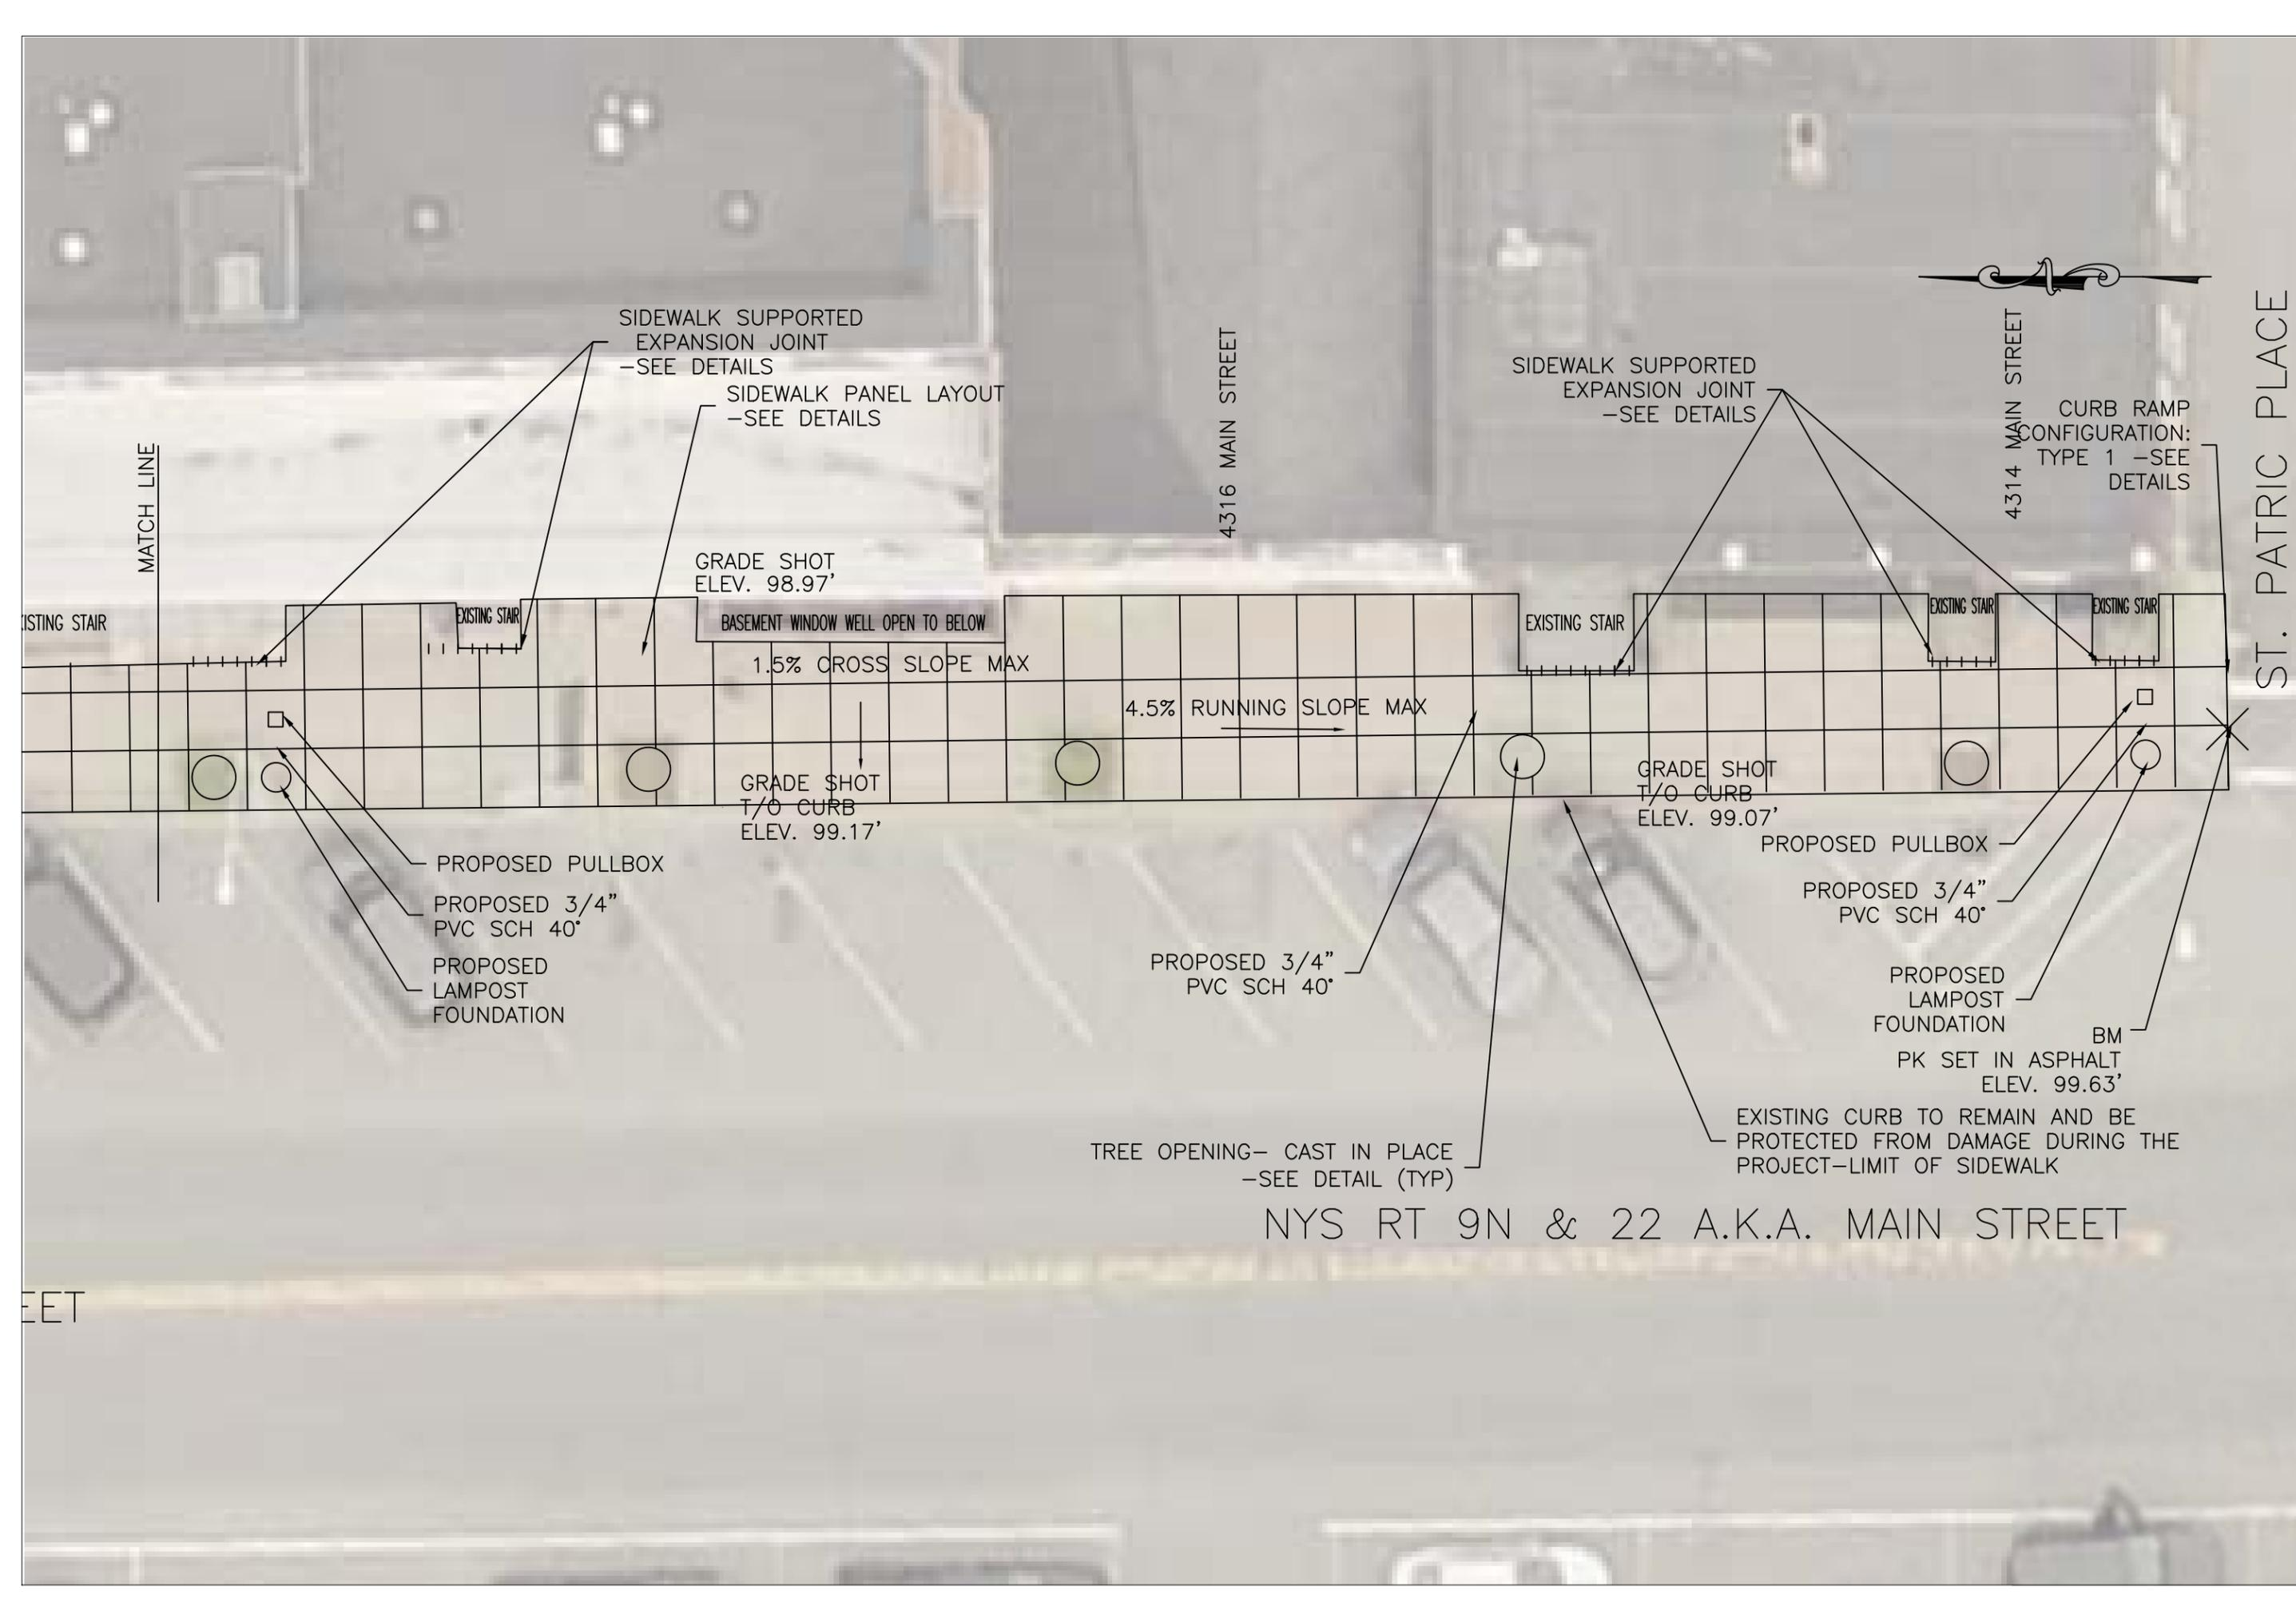 SIDEWALK SUPPORTED
EXPANSION JOINT
-SEE DETAILS
SIDEWALK PANEL LAYOUT
-SEE DETAILS
4316 MAIN STREET
SIDEWALK SUPPORTED
EXPANSION JOINT
-SEE DETAILS
4314 MAIN STREET
CURB RAMP
CONFIGURATION:
TYPE 1 -SEE
DETAILS
ST. PATRIC PLACE
MATCH LINE
GRADE SHOT
ELEV. 98.97'
STAIR
EXISTING STAIR
BASEMENT WINDOW WELL OPEN TO BELOW
EXISTING STAIR
EXISTING STAIR
EXISTING STAIR
1.5% CROSS SLOPE MAX
4.5% RUNNING SLOPE MAX
GRADE SHOT
T/O CURB
ELEV. 99.17'
GRADE SHOT
T/O CURB
ELEV. 99.07'
PROPOSED PULLBOX
PROPOSED 3/4"
PVC SCH 40°
PROPOSED
LAMPOST
FOUNDATION
PROPOSED 3/4"
PVC SCH 40°
PROPOSED PULLBOX
PROPOSED 3/4"
PVC SCH 40°
PROPOSED
LAMPOST
FOUNDATION
BM
PK SET IN ASPHALT
ELEV. 99.63'
TREE OPENING- CAST IN PLACE
-SEE DETAIL (TYP)
EXISTING CURB TO REMAIN AND BE
PROTECTED FROM DAMAGE DURING THE
PROJECT-LIMIT OF SIDEWALK
NYS RT 9N & 22 A.K.A. MAIN STREET
EET